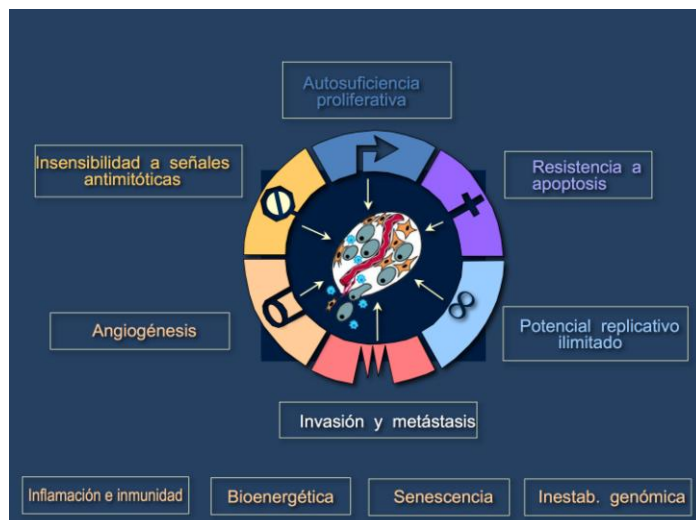 Autosuficiencia
proliferativa
Insensibilidad a señales
antimitóticas
Resistencia a
apoptosis
Angiogénesis
Potencial replicativo
ilimitado
Invasión y metástasis
Inflamación e inmunidad
Bioenergética
Senescencia
Inestab. genómica